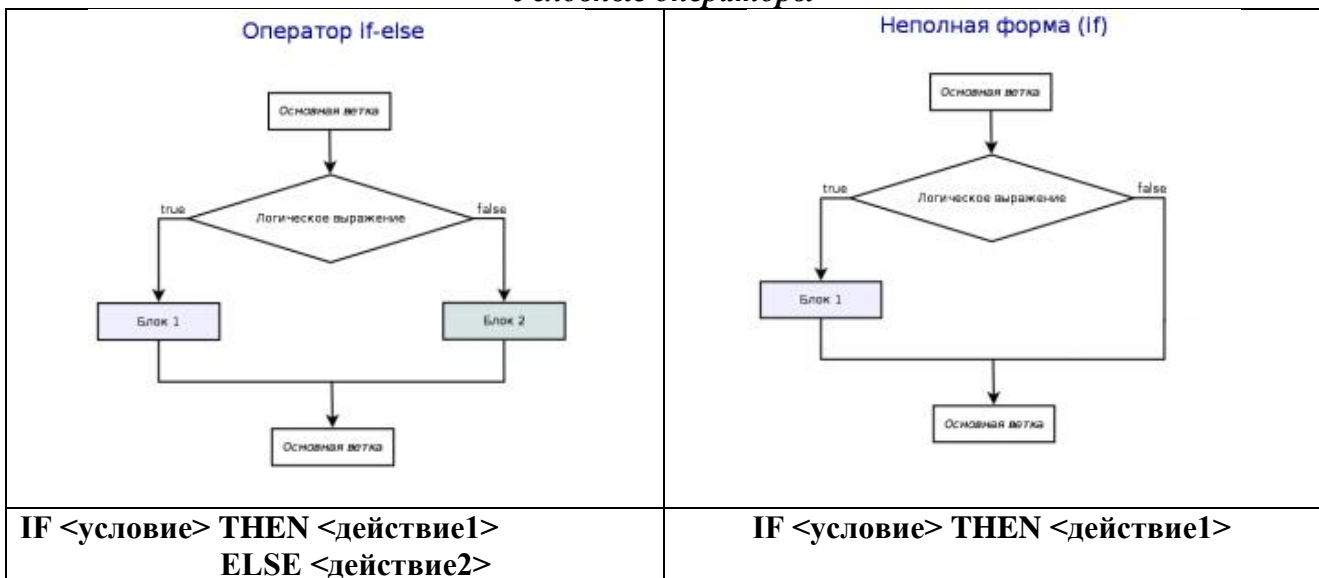 Оператор if-else
Основная ветка
Логическое выражение
true
false
Блок 1
Блок 2
Основная ветка
IF <условие> THEN <действие1>
ELSE <действие2>
Неполная форма (if)
Основная ветка
Логическое выражение
true
false
Блок 1
Основная ветка
IF <условие> THEN <действие1>